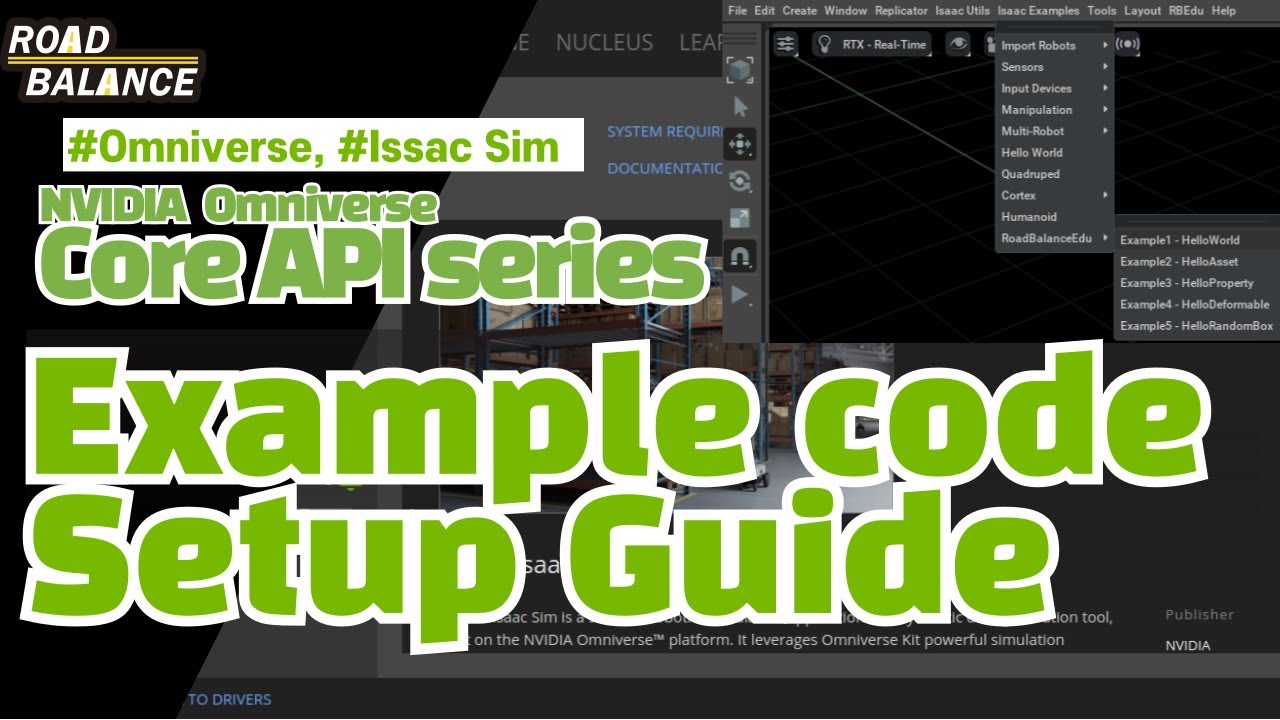 ROAD
BALANCE
#Omniverse, #Issac Sim
NVIDIA Omniverse
Core API series
Example code
Setup Guide
NUCLEUS
SYSTEM
File Edit Create Window Replicator Isaac Utils Isaac Examples Tools Layout RBEdu Help
RTX - Real-Time
Import Robots
Sensors
Input Devices
Manipulation
Multi-Robot
Hello World
Quadruped
Cortex
Humanoid
RoadBalanceEdu
Example1 - HelloWorld
Example2 - HelloAsset
Example3 - HelloProperty
Example4 - HelloDeformable
Example5 - HelloRandomBox
Sim is a
tool,
on the NVIDIA Omniverse™ platform. It leverages Omniverse Kit powerful simulation
Publisher
NVIDIA
TO DRIVERS